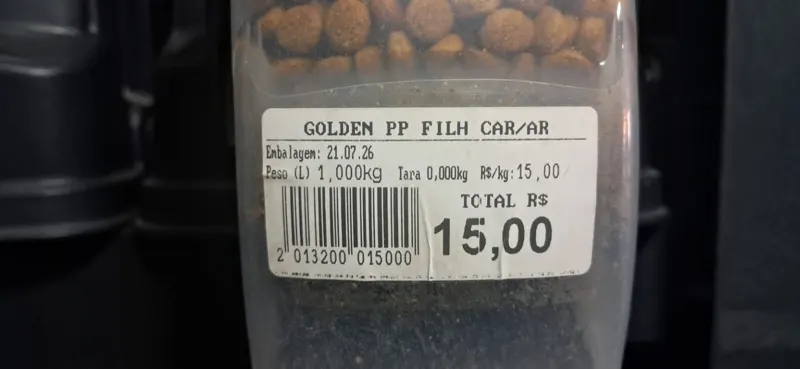 GOLDEN PP FILH CAR/AR
Embalagem: 21.07.26
Peso (L) 1,000kg Tara 0,000kg R$/kg: 15,00
TOTAL R$
15,00
2 013200 015000